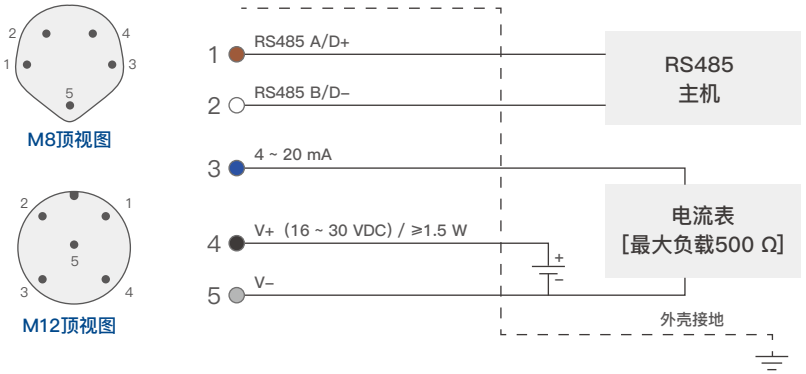 2
4
1
3
5
M8顶视图
2
1
5
3
4
M12顶视图
1
RS485 A/D+
2
RS485 B/D−
3
4 ~ 20 mA
4
V+（16 ~ 30 VDC）/ ≥1.5 W
5
V−
+
−
RS485
主机
电流表
[最大负载500 Ω]
外壳接地